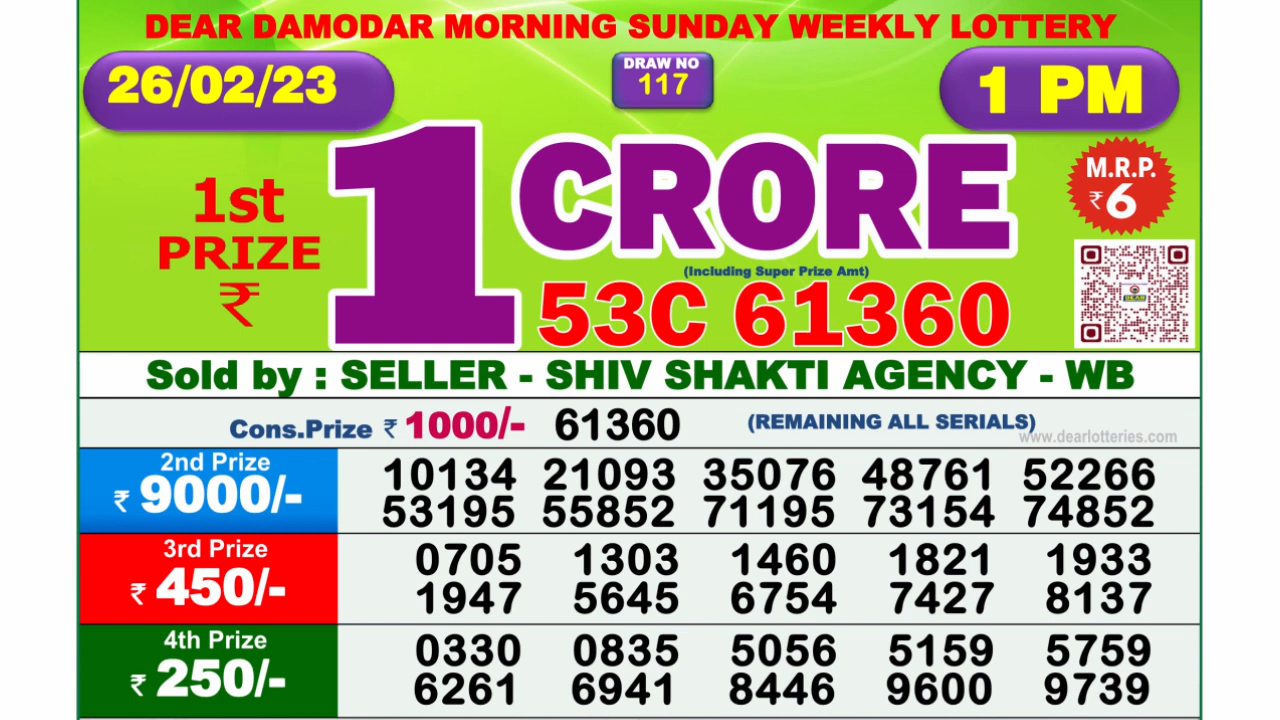 DEAR DAMODAR MORNING SUNDAY WEEKLY LOTTERY
26/02/23
DRAW NO
117
1 PM
1st
PRIZE
₹
1 CRORE
(Including Super Prize Amt)
53C 61360
M.R.P.
₹ 6
DEAR
Sold by : SELLER - SHIV SHAKTI AGENCY - WB
Cons.Prize ₹ 1000/- 61360 (REMAINING ALL SERIALS)
www.dearlotteries.com
2nd Prize
₹ 9000/-
10134 21093 35076 48761 52266
53195 55852 71195 73154 74852
3rd Prize
₹ 450/-
0705 1303 1460 1821 1933
1947 5645 6754 7427 8137
4th Prize
₹ 250/-
0330 0835 5056 5159 5759
6261 6941 8446 9600 9739